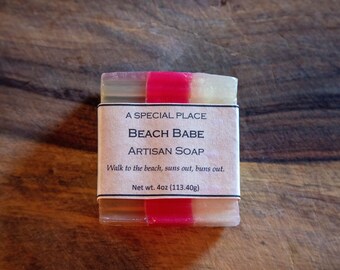 A SPECIAL PLACE
BEACH BABE
ARTISAN SOAP
Walk to the beach, suns out, buns out.
Net wt. 4oz (113.40g)